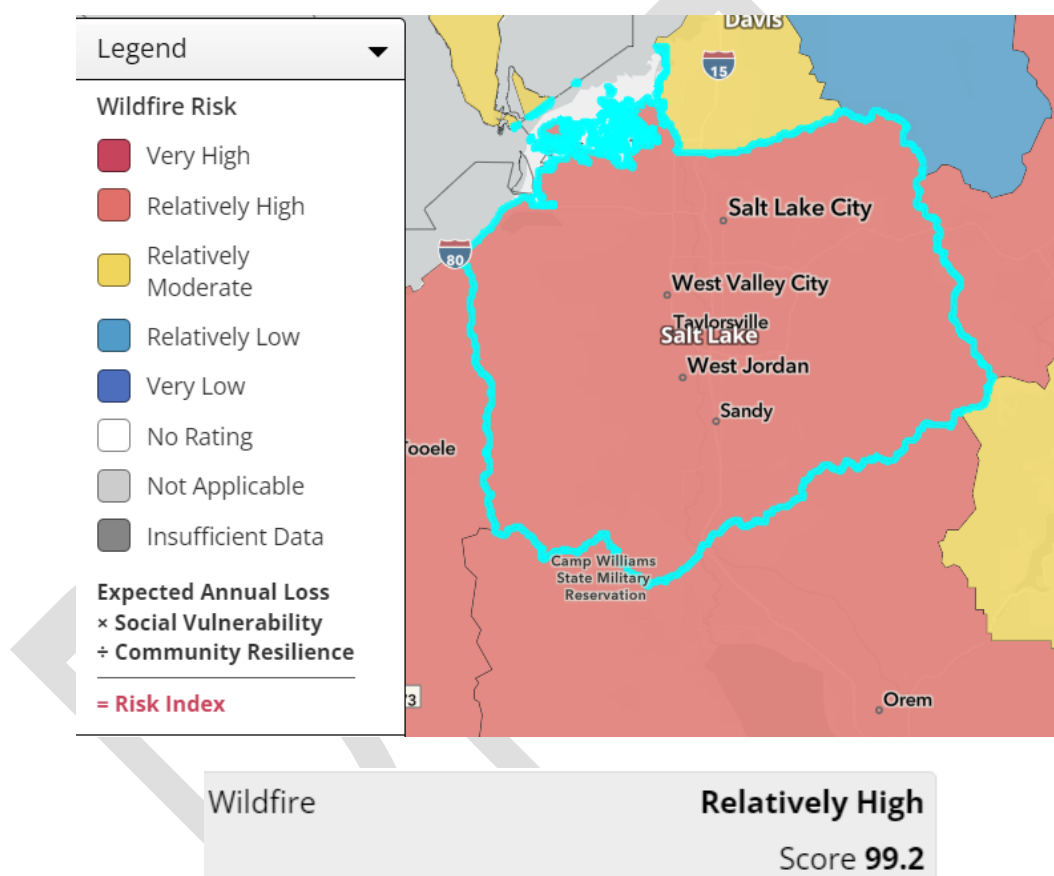 Legend
Wildfire Risk
Very High
Relatively High
Relatively
Moderate
Relatively Low
Very Low
No Rating
Not Applicable
Insufficient Data
Expected Annual Loss
× Social Vulnerability
÷ Community Resilience
= Risk Index
Davis
15
Salt Lake City
80
West Valley City
Taylorsville
Salt Lake
West Jordan
Sandy
ooele
Camp Williams
State Military
Reservation
Orem
Wildfire
Relatively High
Score 99.2